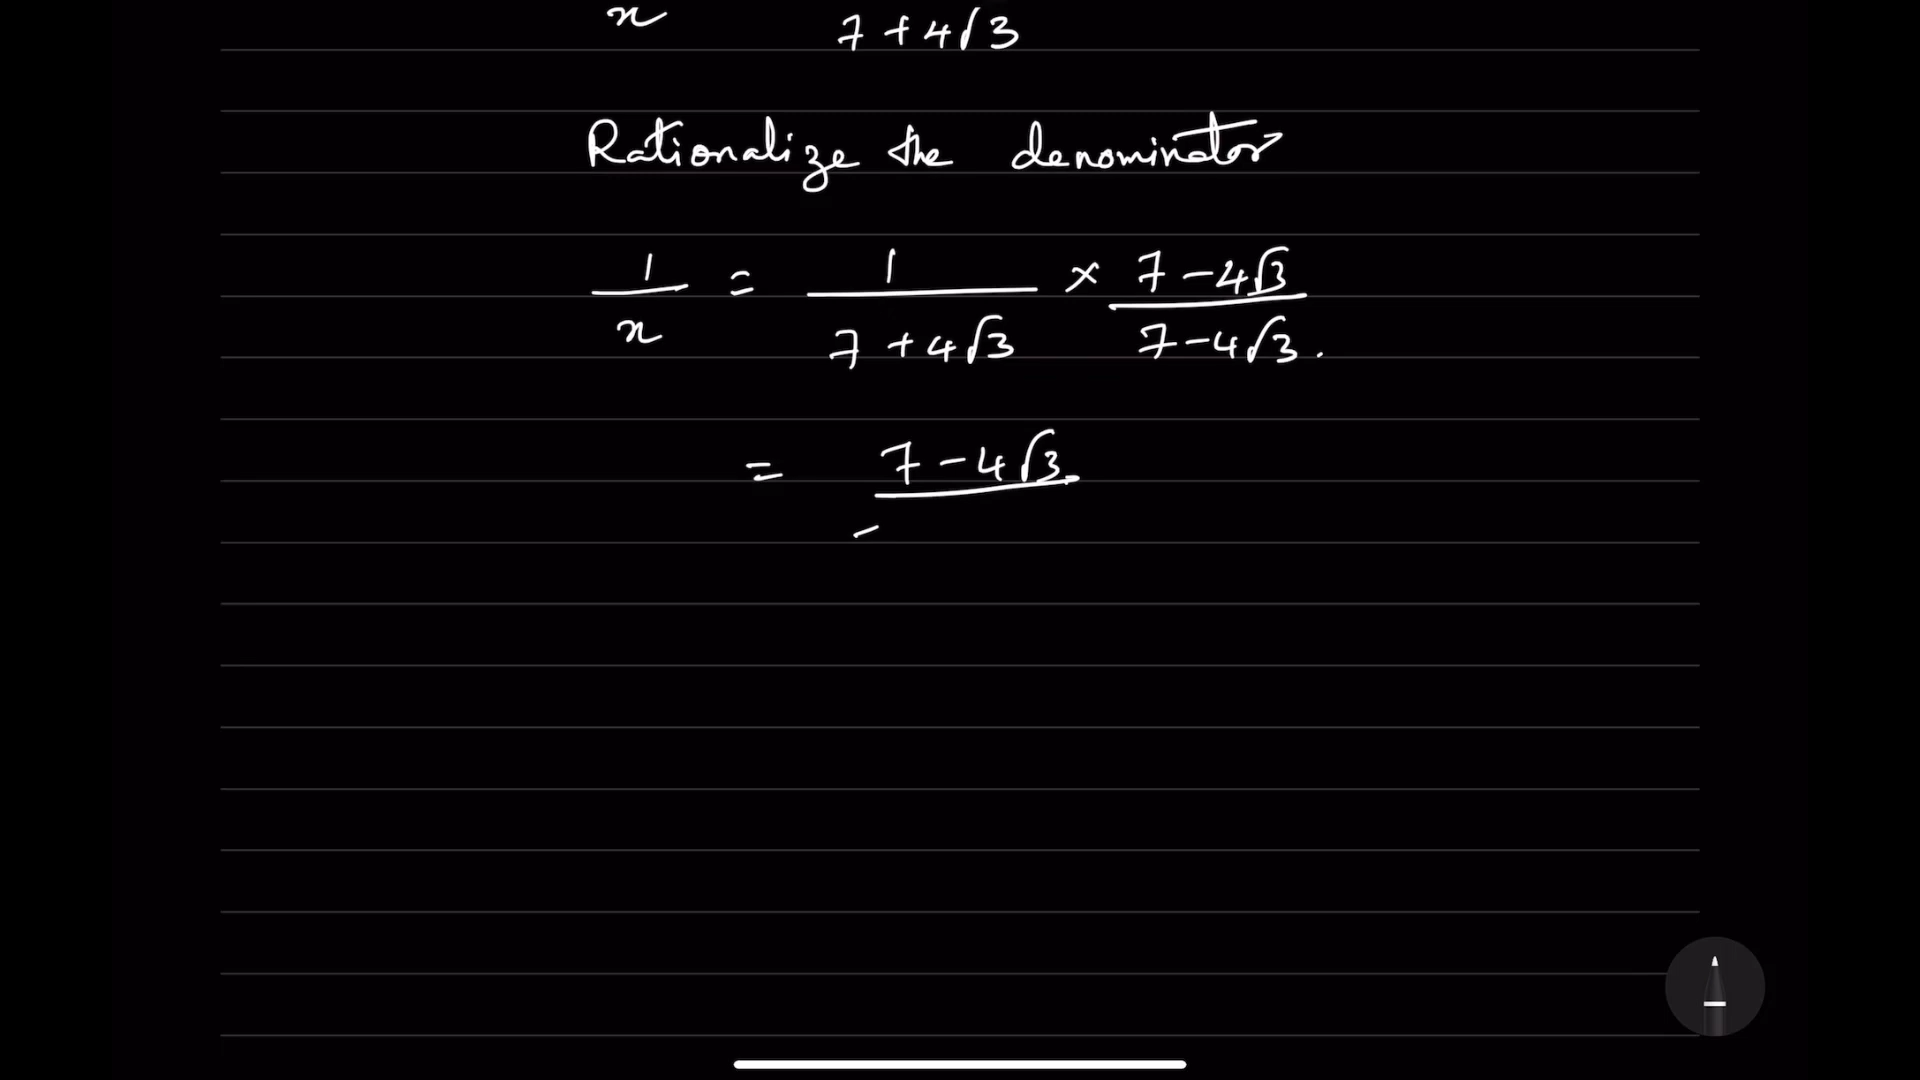 x 7 + 4√3
Rationalize the denominator
1/x = 1/(7 + 4√3) × (7 - 4√3)/(7 - 4√3).
= 7 - 4√3